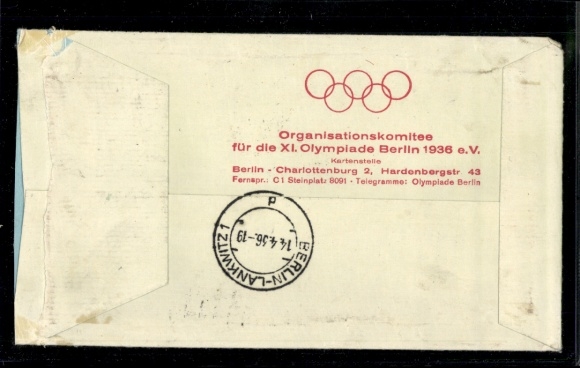 Organisationskomitee
für die XI. Olympiade Berlin 1936 e.V.
Kartenstelle
Berlin - Charlottenburg 2, Hardenbergstr 43
Fernspr.: C1 Steinplatz 8091 - Telegramme: Olympiade Berlin
BERLIN-LANKWITZ 1
14.4.36.-19
d